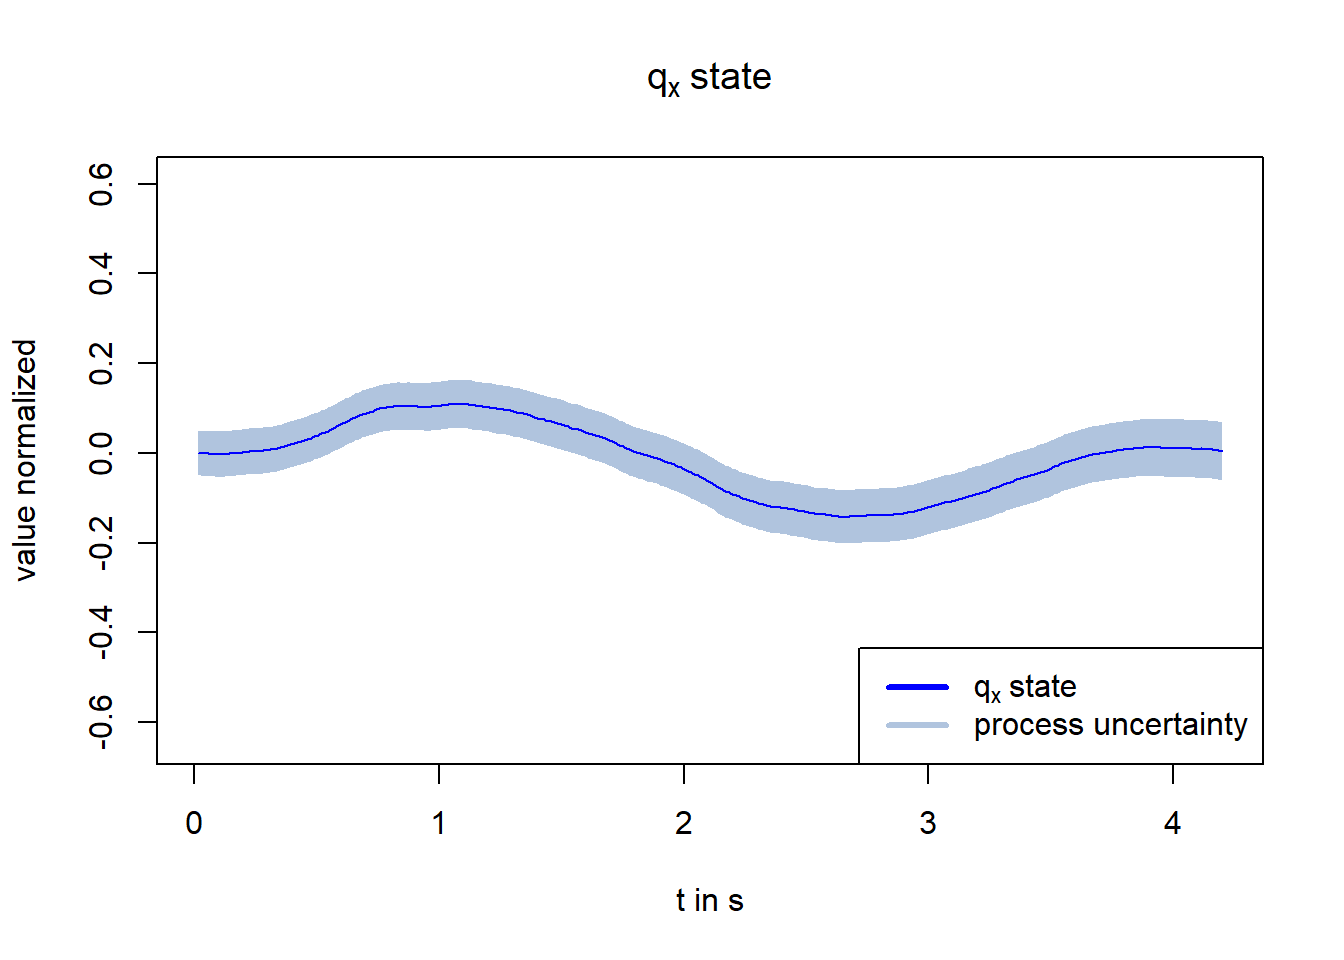 qₓ state
value normalized
0.6
0.4
0.2
0.0
-0.2
-0.4
-0.6
qₓ state
process uncertainty
0 1 2 3 4
t in s